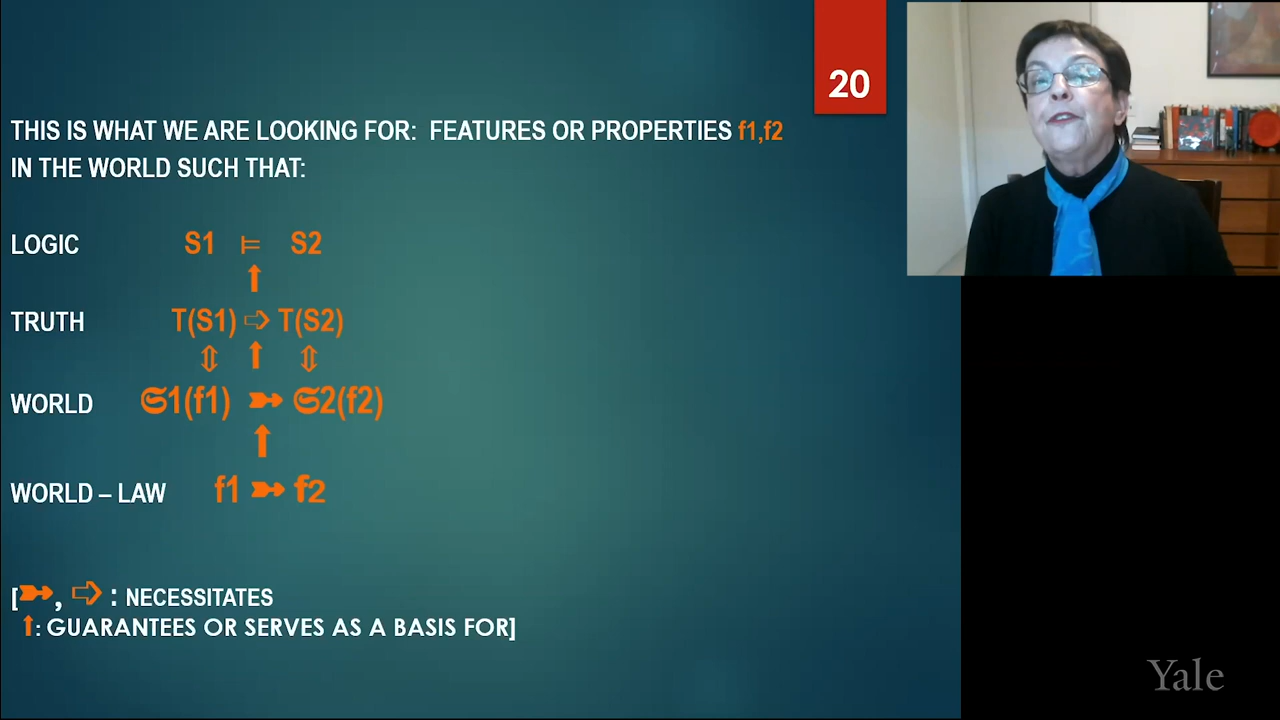 20
THIS IS WHAT WE ARE LOOKING FOR: FEATURES OR PROPERTIES f1,f2
IN THE WORLD SUCH THAT:
LOGIC S1 ⊨ S2
⬆
TRUTH T(S1) ➩ T(S2)
⇕ ⬆ ⇕
WORLD 𝕾1(f1) ➽ 𝕾2(f2)
⬆
WORLD – LAW f1 ➽ f2
[➽, ➩ : NECESSITATES
⬆: GUARANTEES OR SERVES AS A BASIS FOR]
Yale